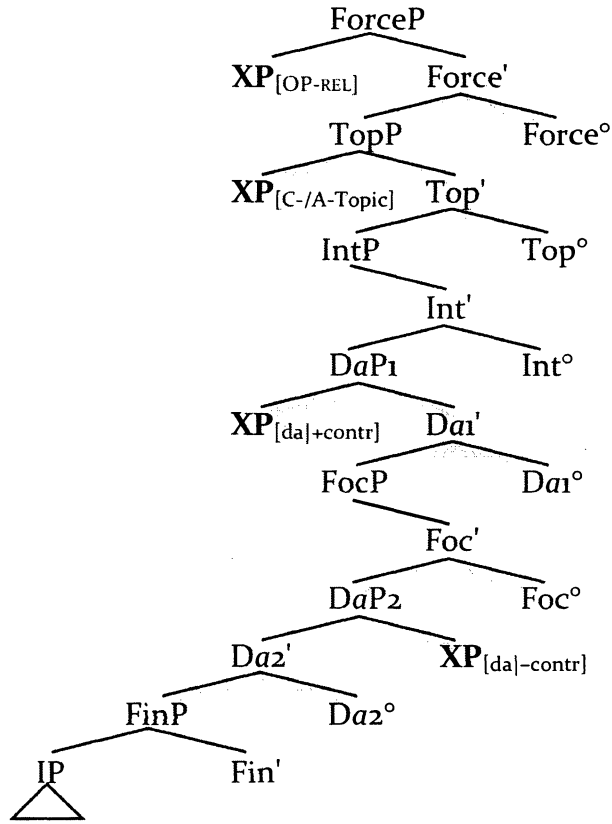 ForceP
XP[OP-REL] Force'
TopP Force°
XP[C-/A-Topic] Top'
IntP Top°
Int'
DaP1 Int°
XP[da|+contr] Da1'
FocP Da1°
Foc'
DaP2 Foc°
Da2' XP[da|–contr]
FinP Da2°
IP Fin'